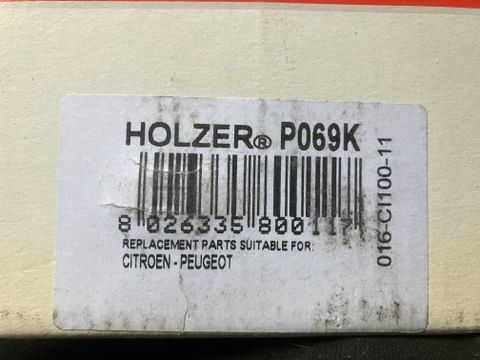 HOLZER® P069K
8 026335 800117
REPLACEMENT PARTS SUITABLE FOR:
CITROEN - PEUGEOT
016-CI100-11